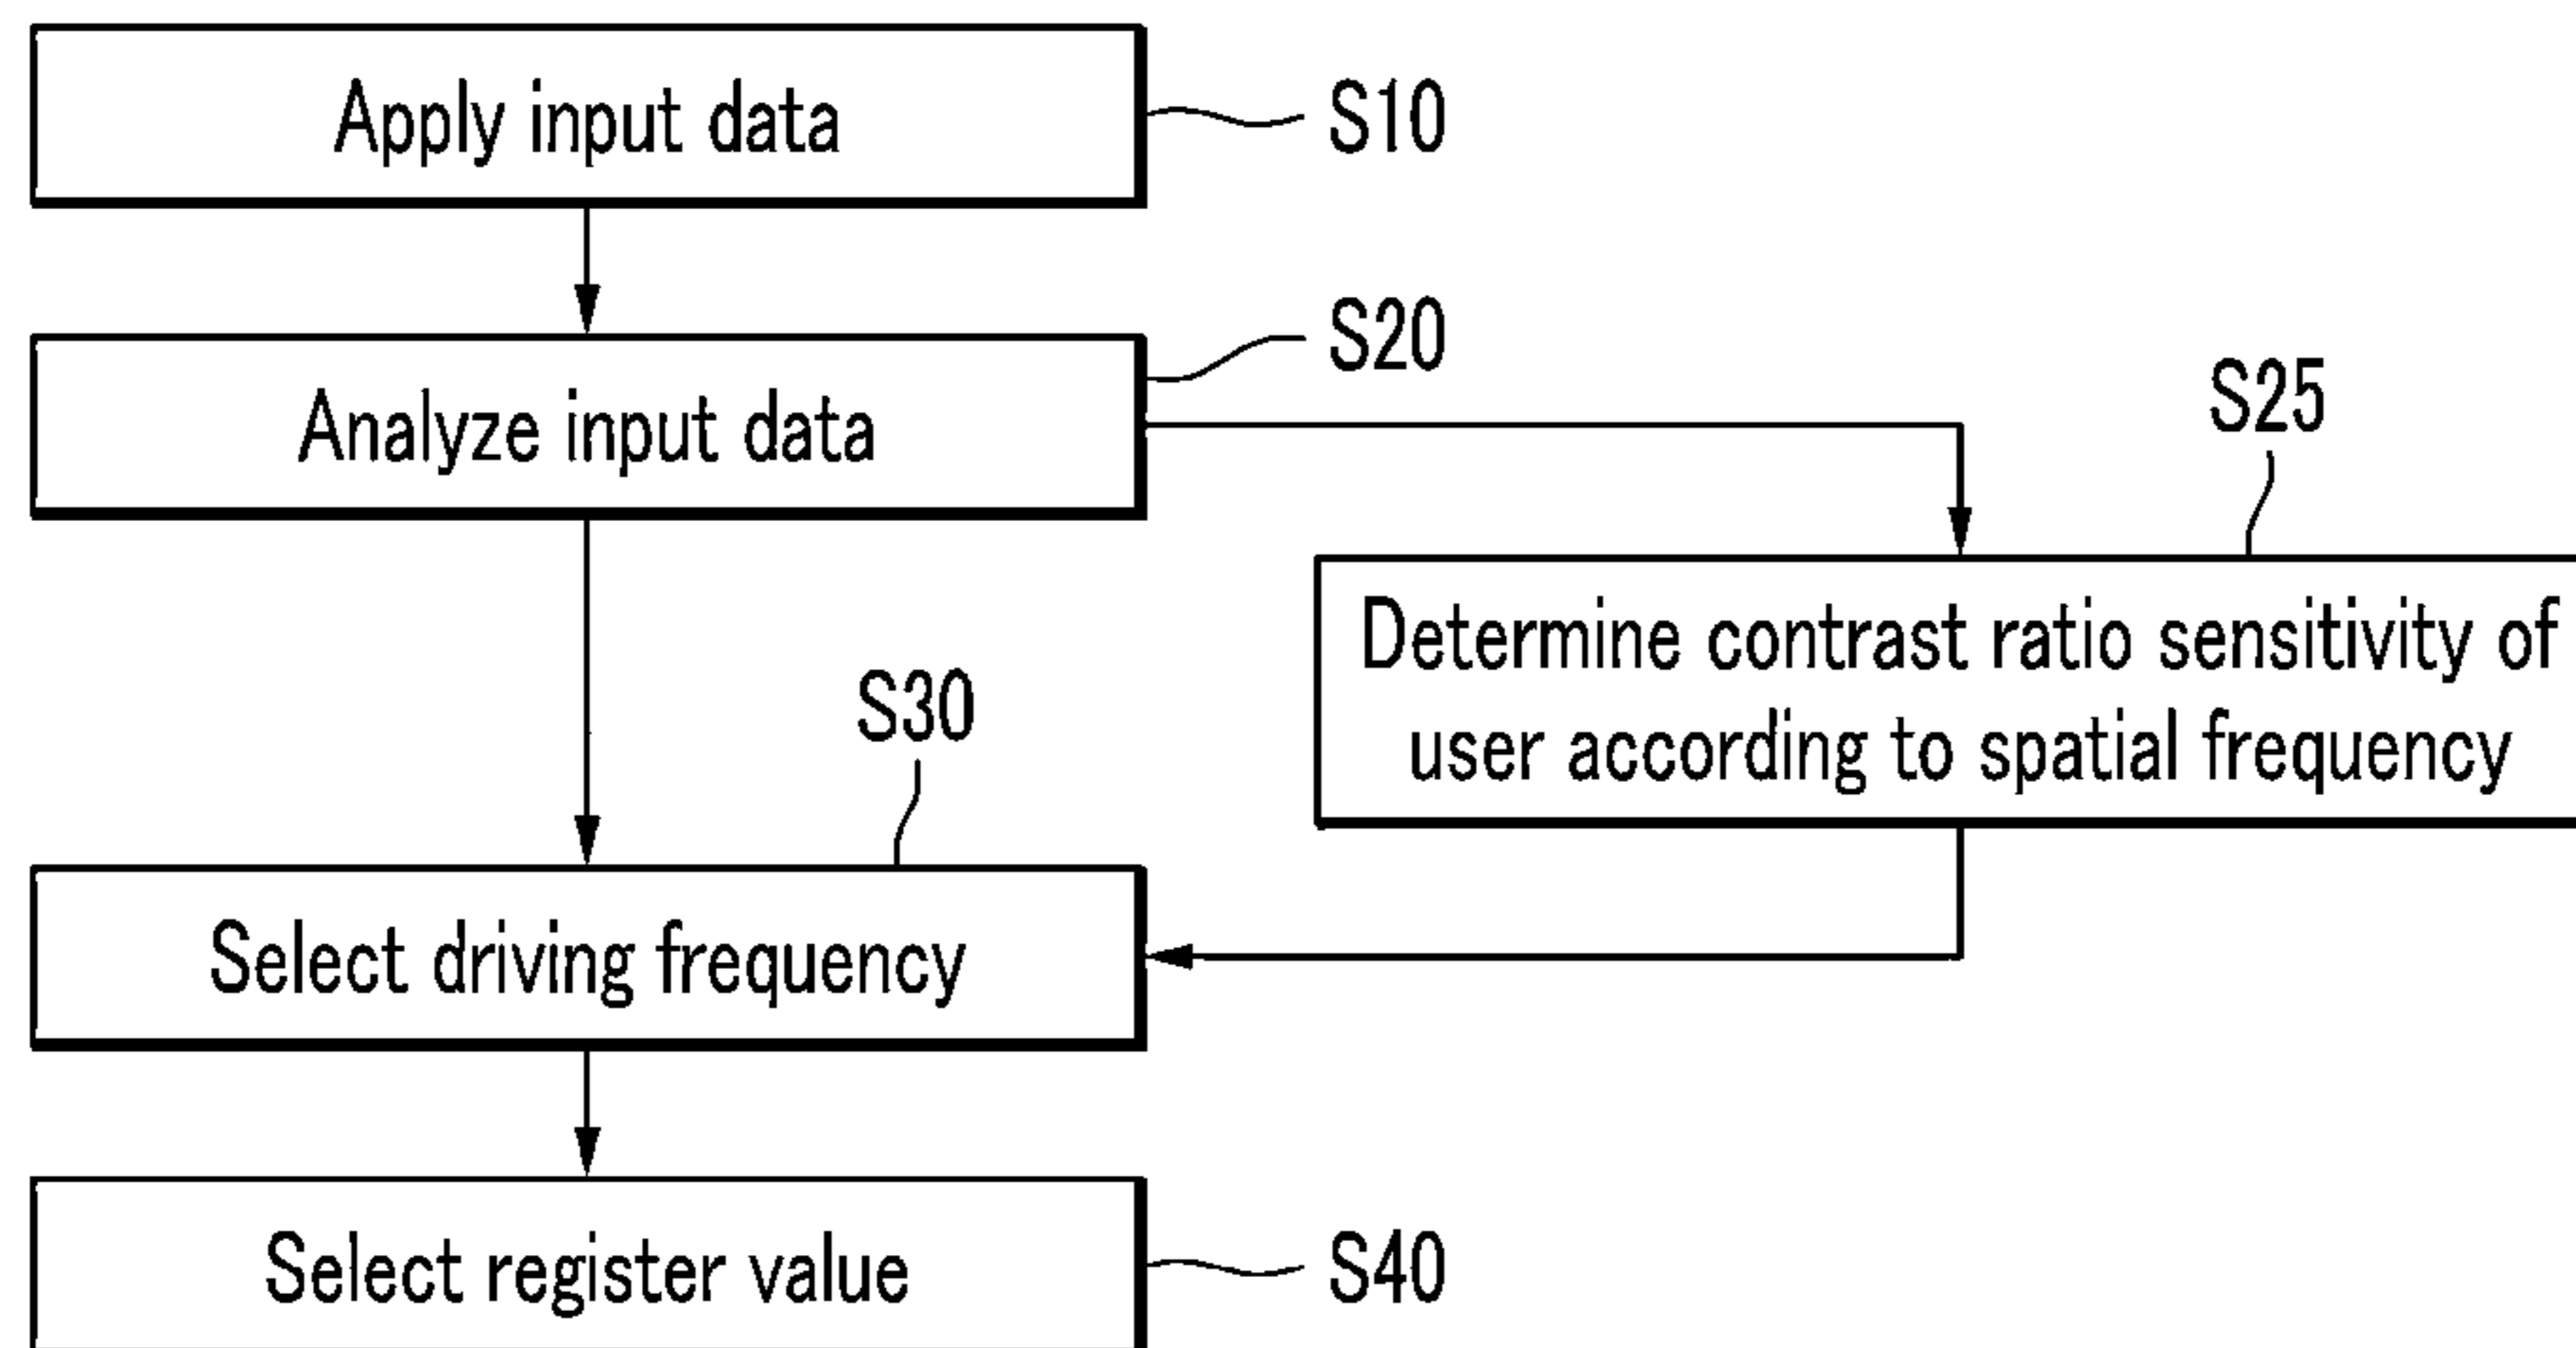 Apply input data
S10
Analyze input data
S20
S25
Determine contrast ratio sensitivity of
user according to spatial frequency
S30
Select driving frequency
Select register value
S40